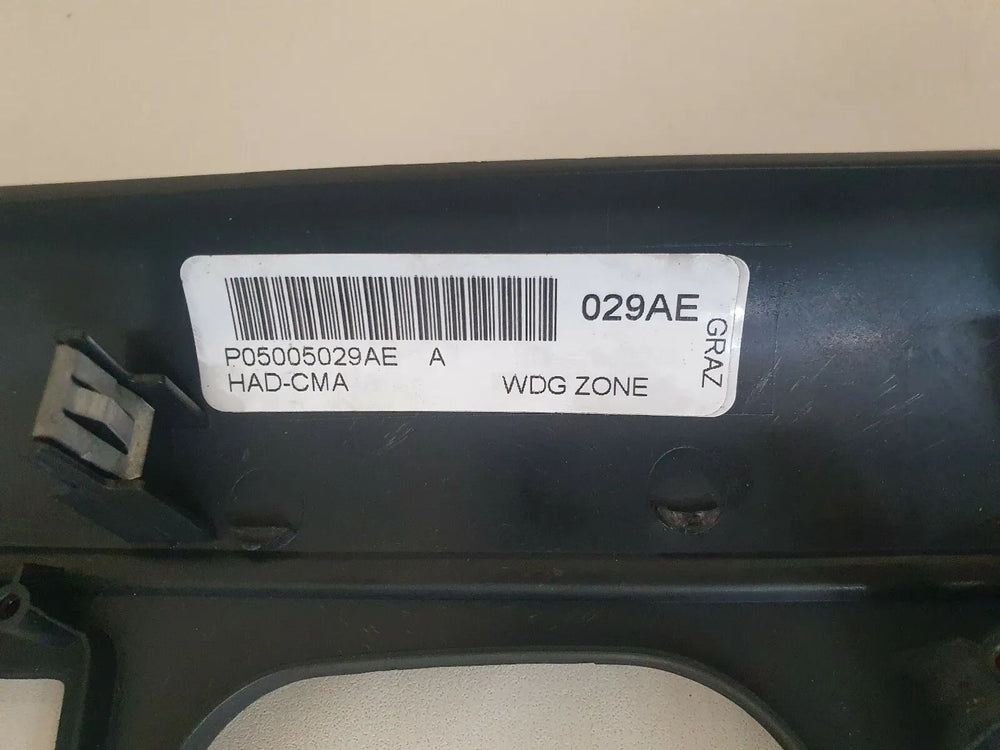 029AE
P05005029AE A
HAD-CMA WDG ZONE
GRAZ